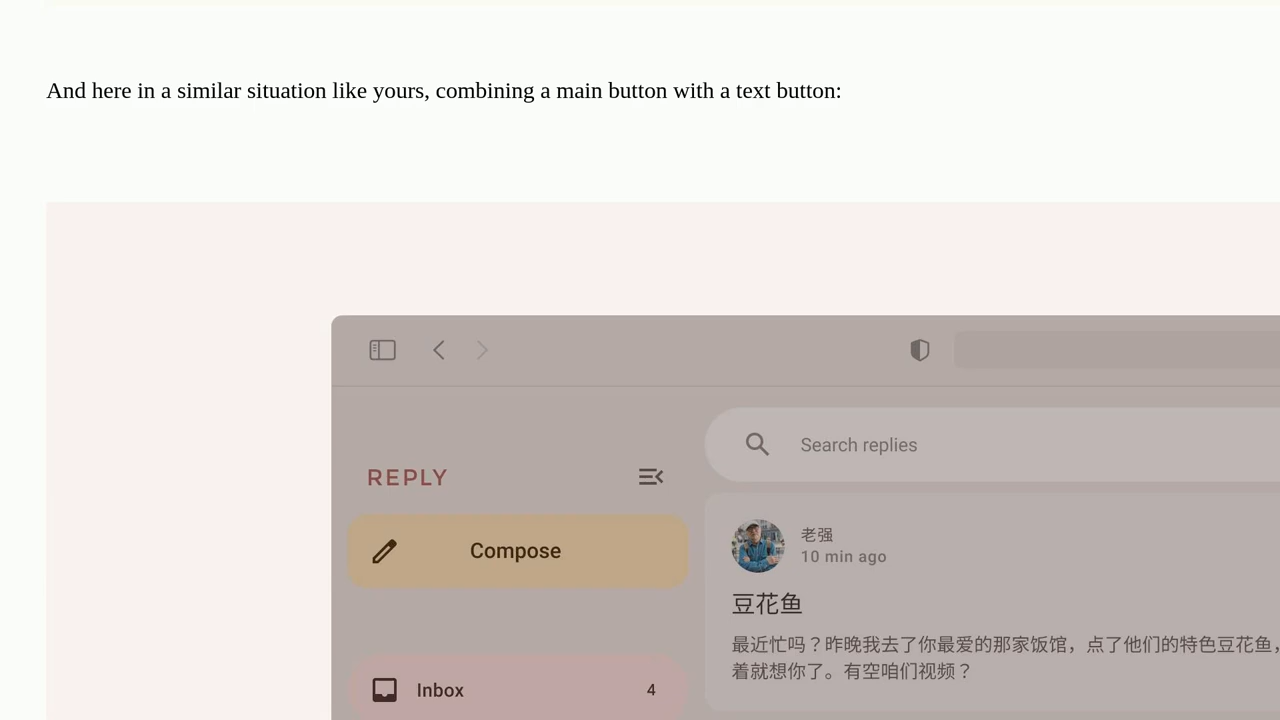 And here in a similar situation like yours, combining a main button with a text button:
REPLY
Compose
Inbox 4
Search replies
老强
10 min ago
豆花鱼
最近忙吗？昨晚我去了你最爱的那家饭馆，点了他们的特色豆花鱼，
着就想你了。有空咱们视频？